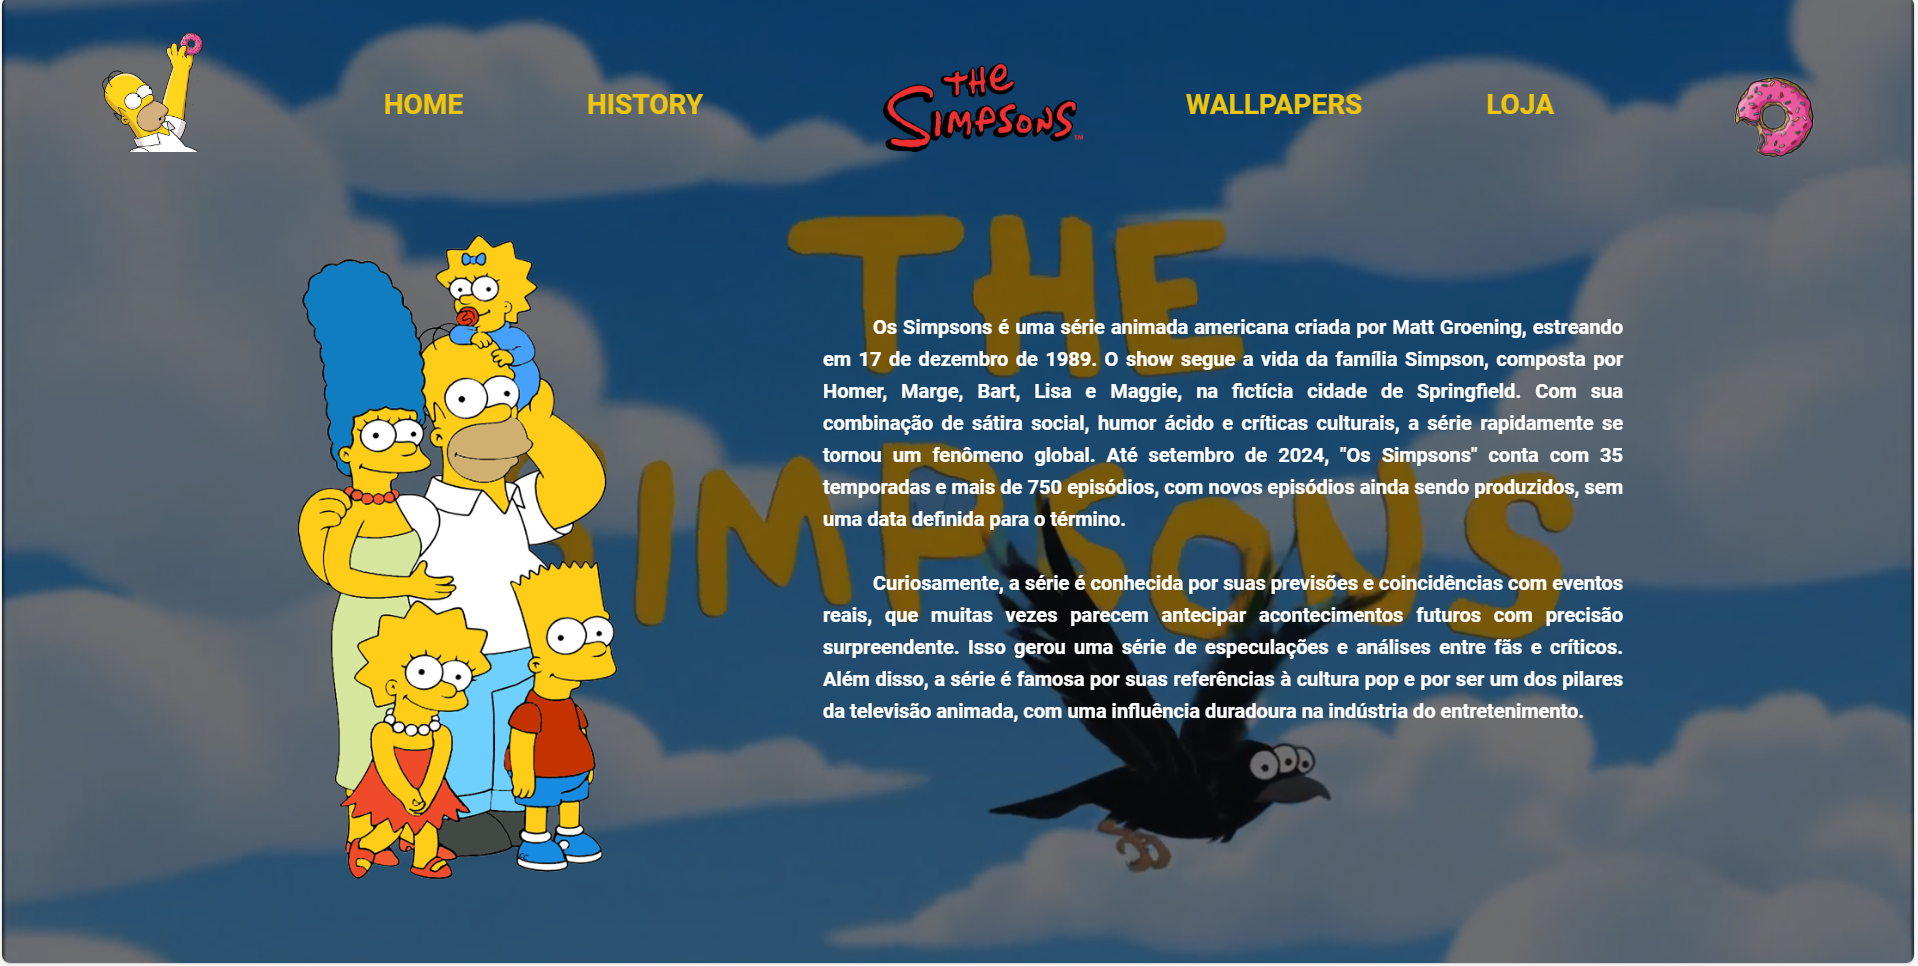 HOME
HISTORY
THE
SIMPSONS
TM
WALLPAPERS
LOJA
THE
SIMPSONS
Os Simpsons é uma série animada americana criada por Matt Groening, estreando
em 17 de dezembro de 1989. O show segue a vida da família Simpson, composta por
Homer, Marge, Bart, Lisa e Maggie, na fictícia cidade de Springfield. Com sua
combinação de sátira social, humor ácido e críticas culturais, a série rapidamente se
tornou um fenômeno global. Até setembro de 2024, "Os Simpsons" conta com 35
temporadas e mais de 750 episódios, com novos episódios ainda sendo produzidos, sem
uma data definida para o término.
Curiosamente, a série é conhecida por suas previsões e coincidências com eventos
reais, que muitas vezes parecem antecipar acontecimentos futuros com precisão
surpreendente. Isso gerou uma série de especulações e análises entre fãs e críticos.
Além disso, a série é famosa por suas referências à cultura pop e por ser um dos pilares
da televisão animada, com uma influência duradoura na indústria do entretenimento.